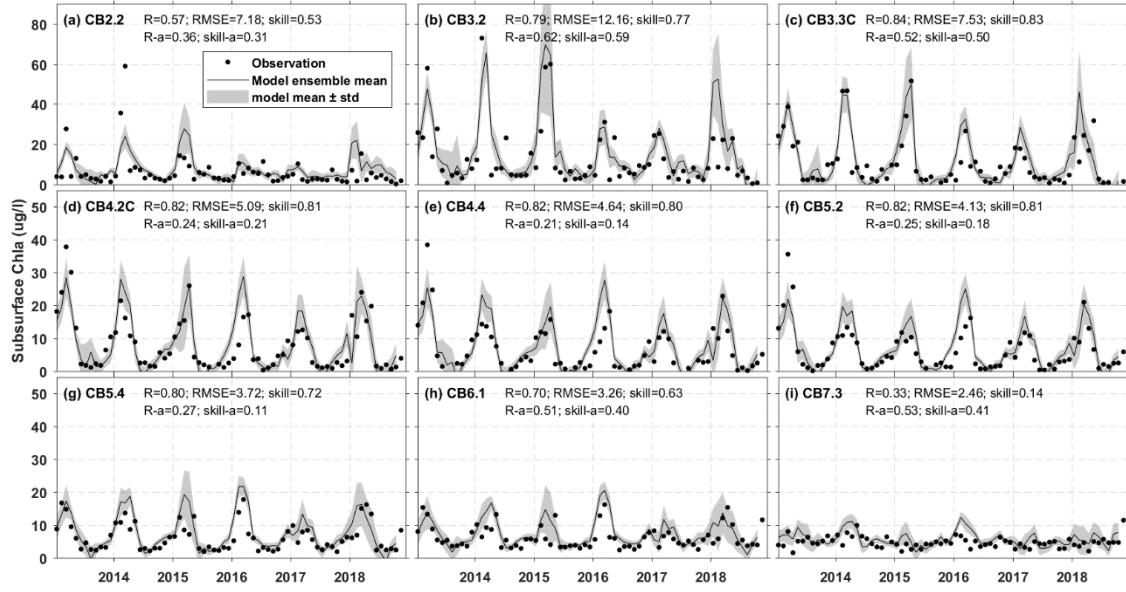 (a) CB2.2 R=0.57; RMSE=7.18; skill=0.53
R-a=0.36; skill-a=0.31
Observation
Model ensemble mean
model mean ± std
(b) CB3.2 R=0.79; RMSE=12.16; skill=0.77
R-a=0.62; skill-a=0.59
(c) CB3.3C R=0.84; RMSE=7.53; skill=0.83
R-a=0.52; skill-a=0.50
80
60
40
20
0
(d) CB4.2C R=0.82; RMSE=5.09; skill=0.81
R-a=0.24; skill-a=0.21
(e) CB4.4 R=0.82; RMSE=4.64; skill=0.80
R-a=0.21; skill-a=0.14
(f) CB5.2 R=0.82; RMSE=4.13; skill=0.81
R-a=0.25; skill-a=0.18
Subsurface Chla (ug/l)
50
40
30
20
10
0
(g) CB5.4 R=0.80; RMSE=3.72; skill=0.72
R-a=0.27; skill-a=0.11
(h) CB6.1 R=0.70; RMSE=3.26; skill=0.63
R-a=0.51; skill-a=0.40
(i) CB7.3 R=0.33; RMSE=2.46; skill=0.14
R-a=0.53; skill-a=0.41
50
40
30
20
10
0
2014 2015 2016 2017 2018
2014 2015 2016 2017 2018
2014 2015 2016 2017 2018